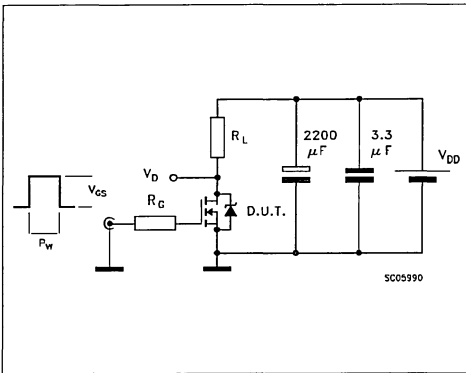 R_L
2200 μF
3.3 μF
V_DD
V_D
V_GS
R_G
D.U.T.
P_W
SC05990